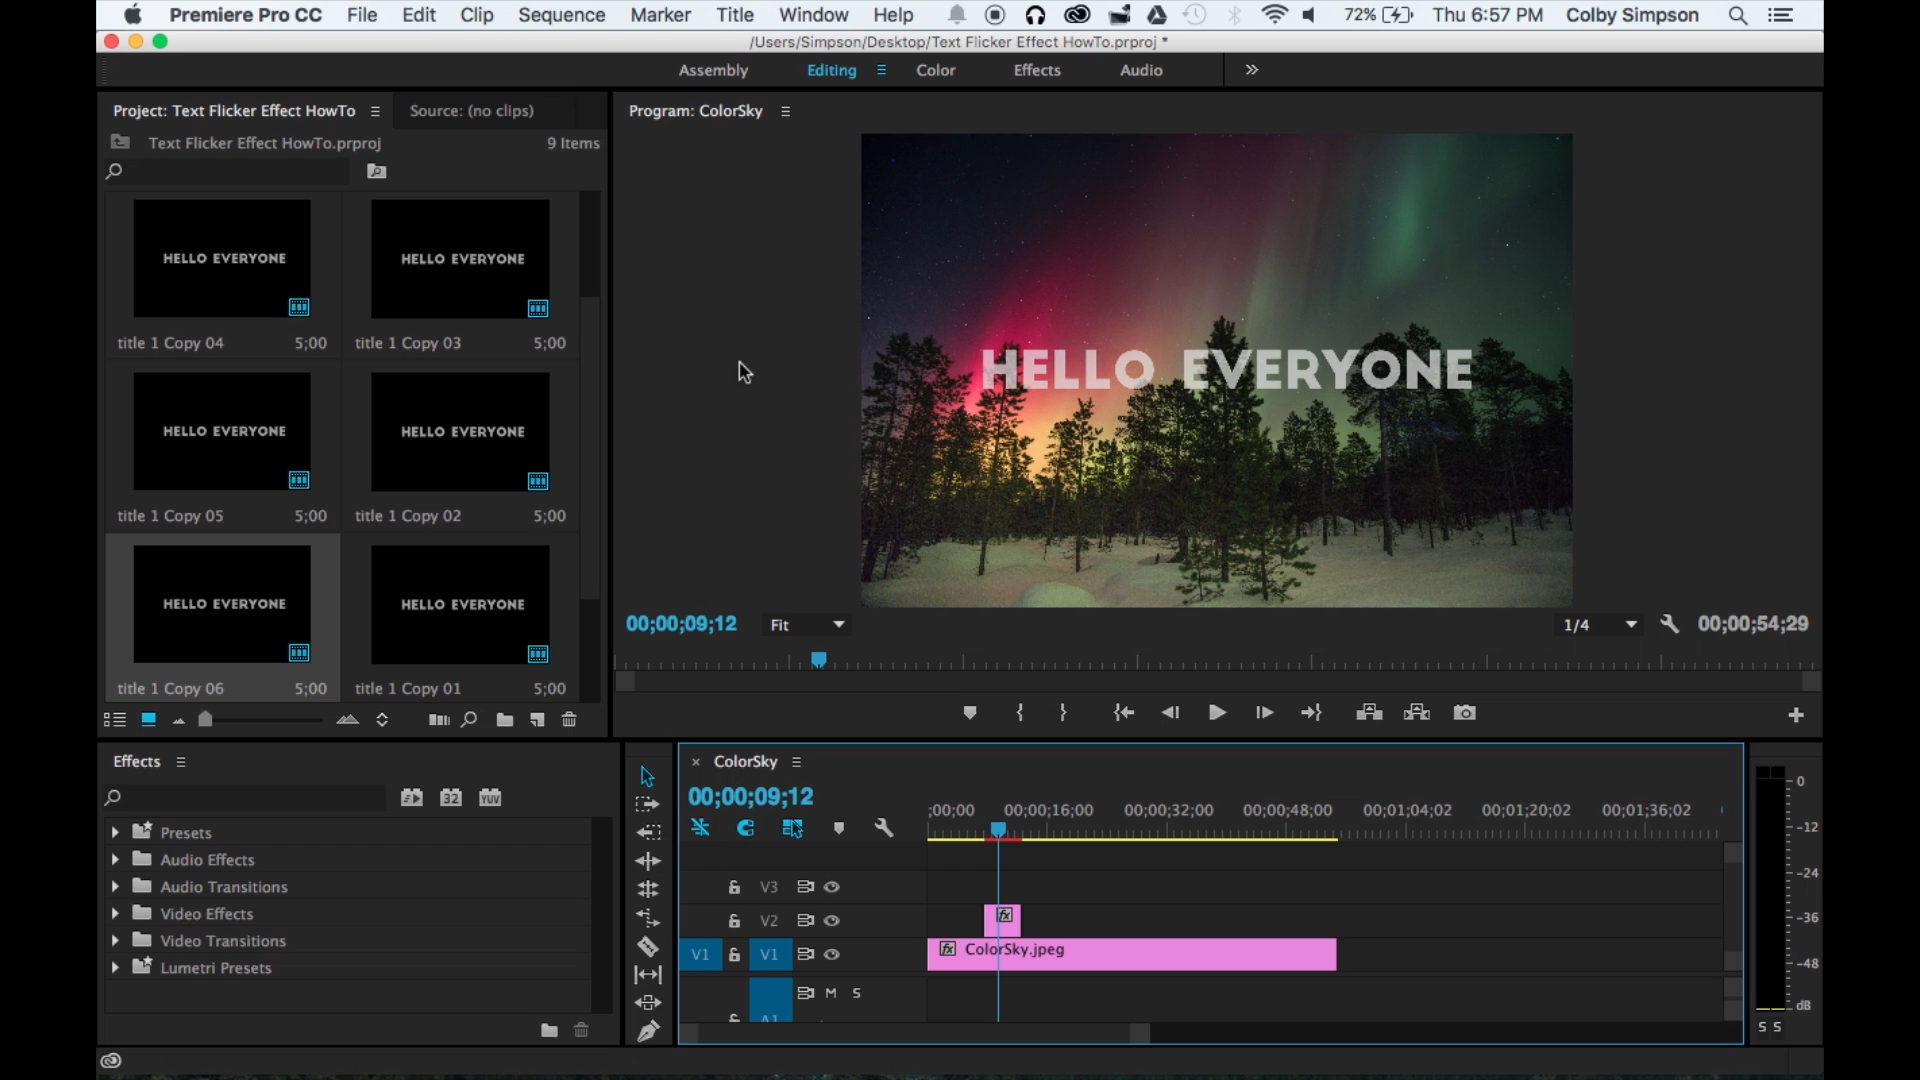 Premiere Pro CC File Edit Clip Sequence Marker Title Window Help 72% Thu 6:57 PM Colby Simpson
/Users/Simpson/Desktop/Text Flicker Effect HowTo.prproj *
Assembly Editing Color Effects Audio
Project: Text Flicker Effect HowTo Source: (no clips)
Text Flicker Effect HowTo.prproj 9 Items
HELLO EVERYONE HELLO EVERYONE
title 1 Copy 04 5;00 title 1 Copy 03 5;00
HELLO EVERYONE HELLO EVERYONE
title 1 Copy 05 5;00 title 1 Copy 02 5;00
HELLO EVERYONE HELLO EVERYONE
title 1 Copy 06 5;00 title 1 Copy 01 5;00
Program: ColorSky
HELLO EVERYONE
00;00;09;12 Fit 1/4 00;00;54;29
Effects
32 YUV
Presets
Audio Effects
Audio Transitions
Video Effects
Video Transitions
Lumetri Presets
× ColorSky
00;00;09;12
;00;00 00;00;16;00 00;00;32;00 00;00;48;00 00;01;04;02 00;01;20;02 00;01;36;02
V3
V2 fx
V1 V1 fx ColorSky.jpeg
M S
A1
0
-12
-24
-36
-48
dB
S S